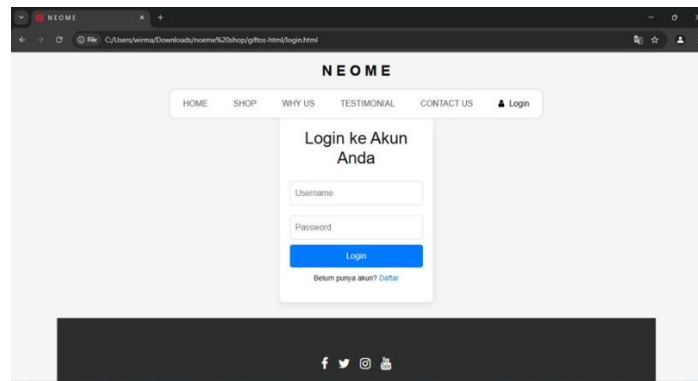 NEOME
File C:/Users/wirma/Downloads/noeme%20shop/giftos-html/login.html
NEOME
HOME SHOP WHY US TESTIMONIAL CONTACT US Login
Login ke Akun
Anda
Username
Password
Login
Belum punya akun? Daftar